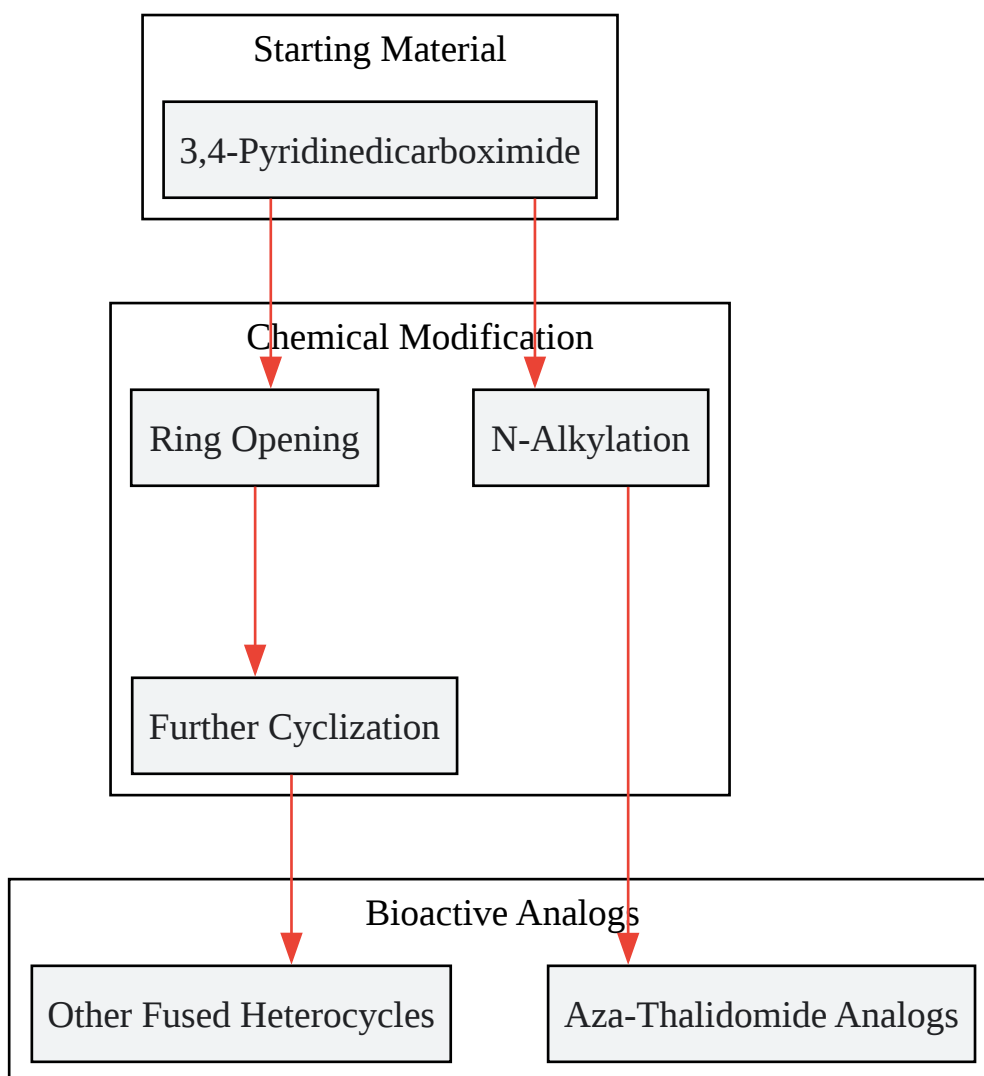 Starting Material
3,4-Pyridinedicarboximide
Chemical Modification
Ring Opening
N-Alkylation
Further Cyclization
Bioactive Analogs
Other Fused Heterocycles
Aza-Thalidomide Analogs